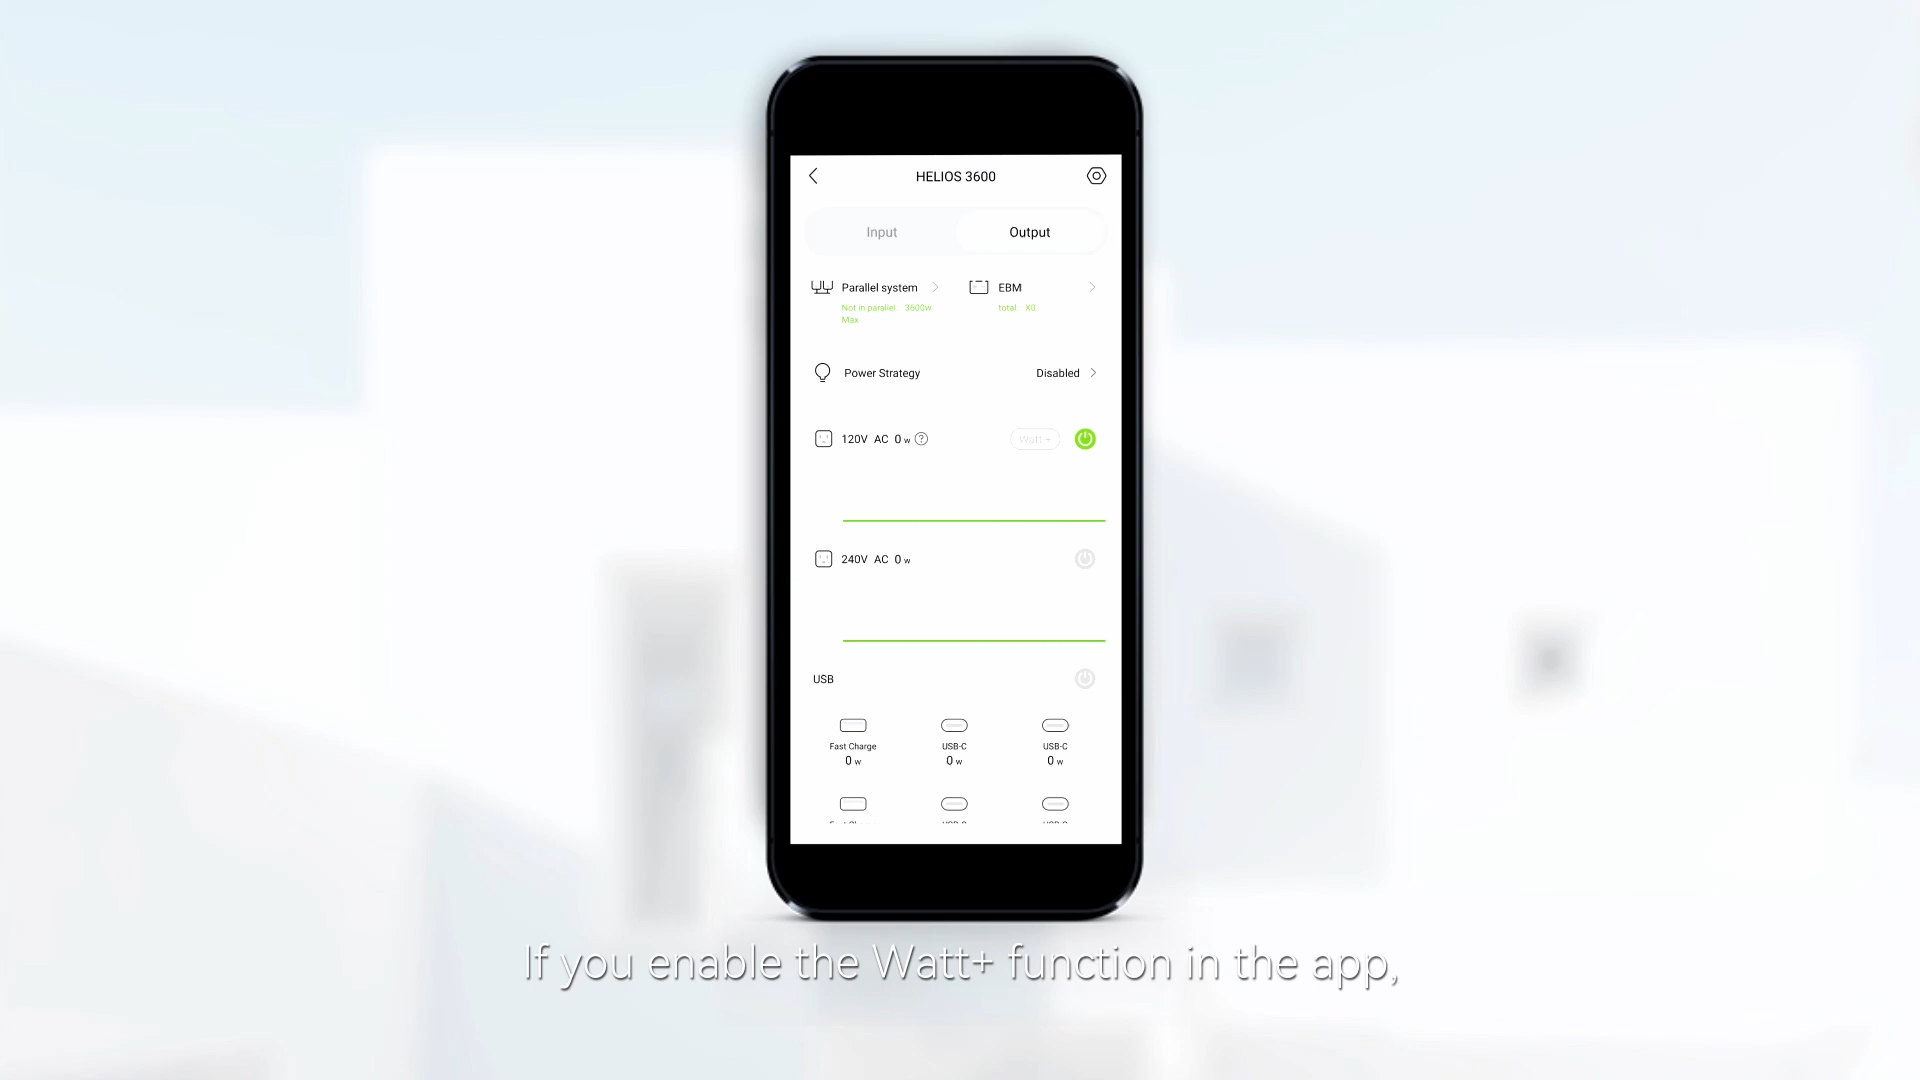 HELIOS 3600
Input
Output
Parallel system
EBM
Not in parallel 3600w
Max
total X0
Power Strategy
Disabled
120V AC 0 w ?
Watt +
240V AC 0 w
USB
Fast Charge
USB-C
USB-C
0 w
0 w
0 w
If you enable the Watt+ function in the app,